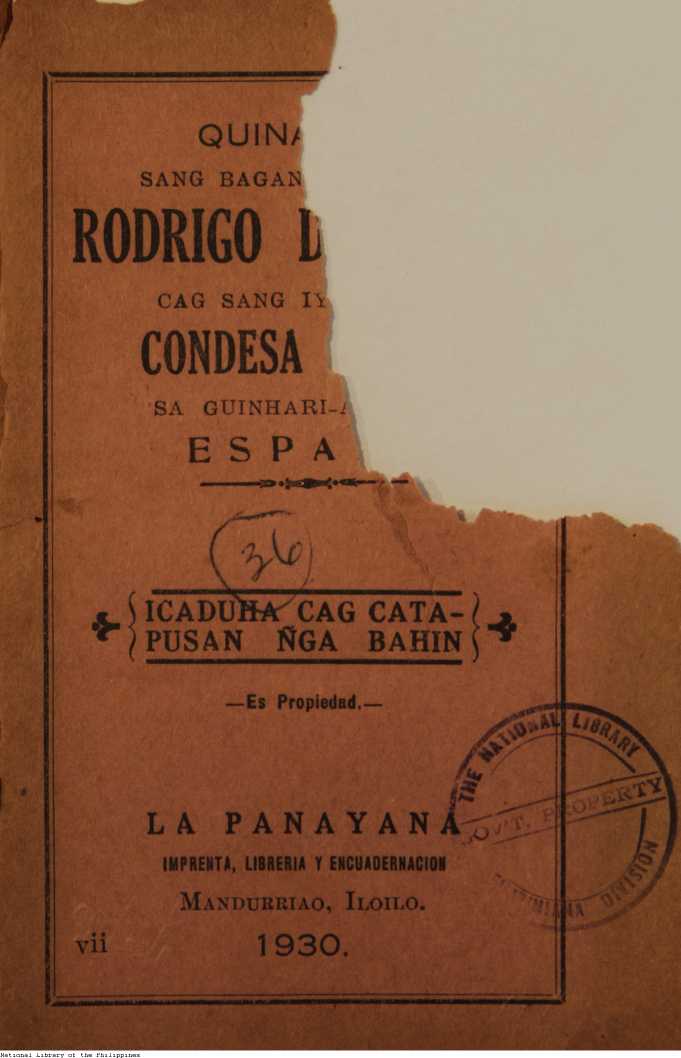 QUINA
SANG BAGAN
RODRIGO D
CAG SANG IY
CONDESA
SA GUINHARI-
ESPA
36
ICADUHA CAG CATA-
PUSAN ÑGA BAHIN
—Es Propiedad.—
THE NATIONAL LIBRARY
GOV'T. PROPERTY
DIVISION
LA PANAYANA
IMPRENTA, LIBRERIA Y ENCUADERNACION
MANDURRIAO, ILOILO.
vii
1930.
National Library of the Philippines